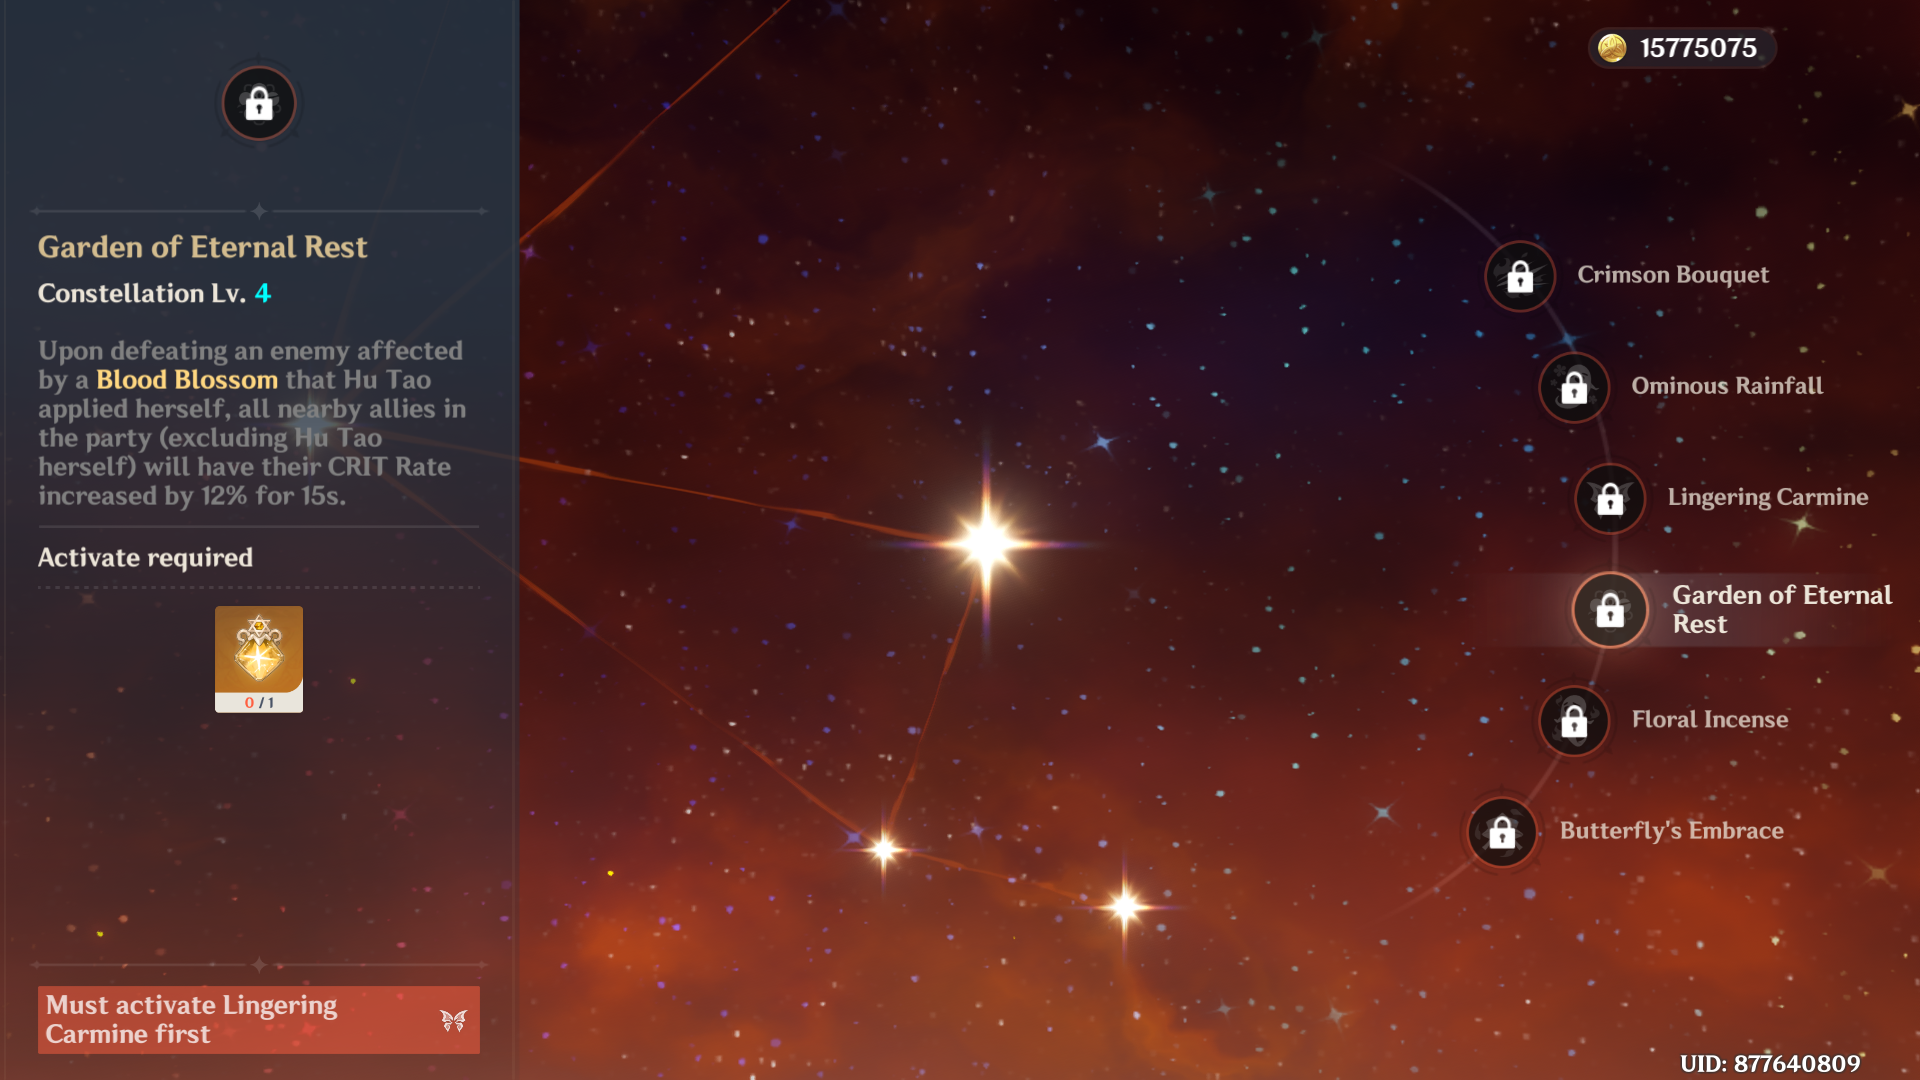 15775075
Garden of Eternal Rest
Constellation Lv. 4
Upon defeating an enemy affected
by a Blood Blossom that Hu Tao
applied herself, all nearby allies in
the party (excluding Hu Tao
herself) will have their CRIT Rate
increased by 12% for 15s.
Activate required
0 / 1
Must activate Lingering
Carmine first
Crimson Bouquet
Ominous Rainfall
Lingering Carmine
Garden of Eternal
Rest
Floral Incense
Butterfly's Embrace
UID: 877640809